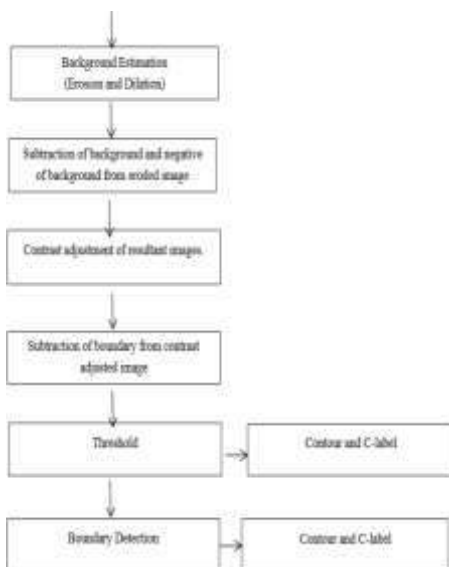 Background Estimation
(Erosion and Dilation)
Subtraction of background and negative
of background from eroded image
Contrast adjustment of resultant images
Subtraction of boundary from contrast
adjusted image
Threshold
Contour and C-label
Boundary Detection
Contour and C-label